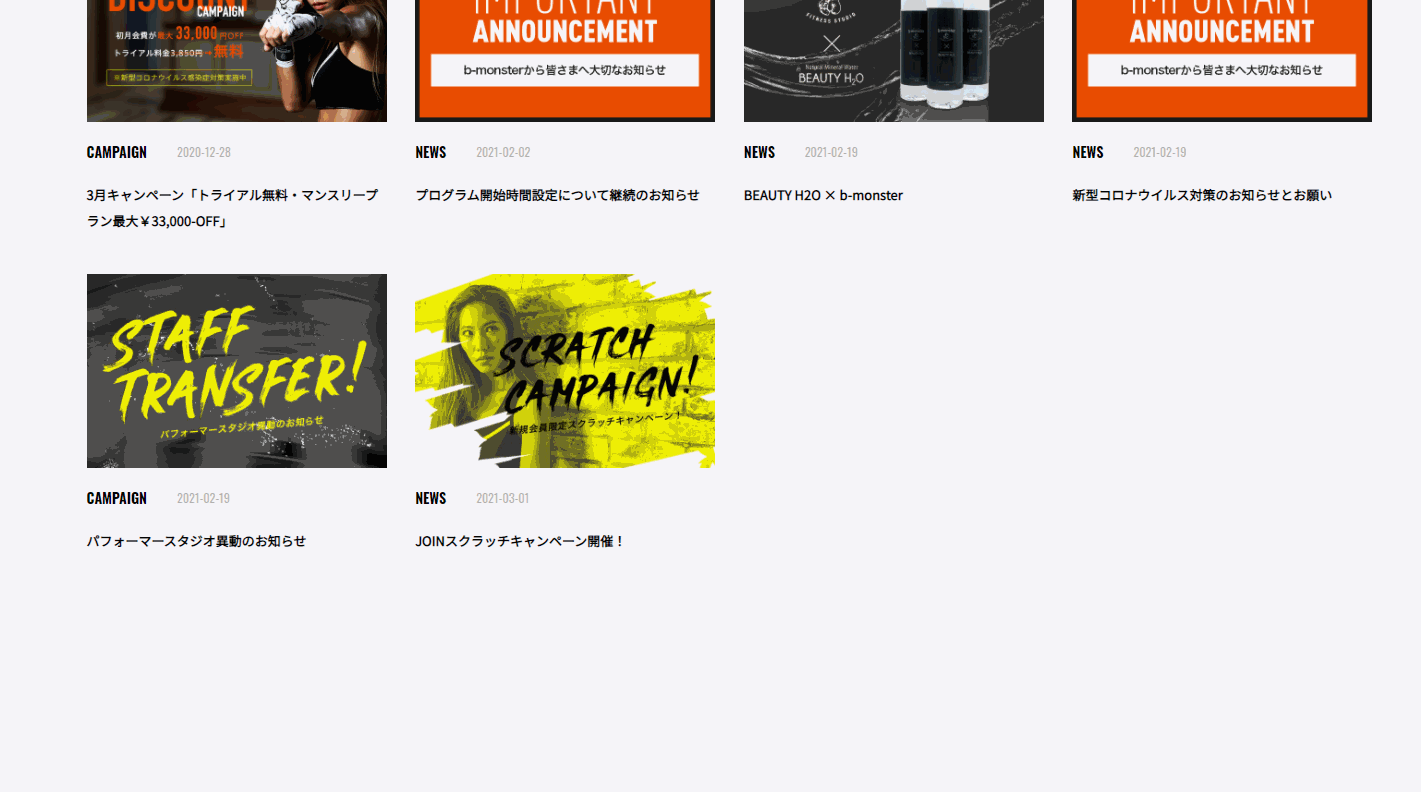 CAMPAIGN
初月会費が最大33,000円OFF
トライアル料金3,850円→無料
※新型コロナウイルス感染症対策実施中
ANNOUNCEMENT
b-monsterから皆さまへ大切なお知らせ
FITNESS STUDIO
×
Natural Mineral Water
BEAUTY H2O
ANNOUNCEMENT
b-monsterから皆さまへ大切なお知らせ
CAMPAIGN 2020-12-28
3月キャンペーン「トライアル無料・マンスリープ
ラン最大￥33,000-OFF」
NEWS 2021-02-02
プログラム開始時間設定について継続のお知らせ
NEWS 2021-02-19
BEAUTY H2O × b-monster
NEWS 2021-02-19
新型コロナウイルス対策のお知らせとお願い
STAFF
TRANSFER!
パフォーマースタジオ異動のお知らせ
SCRATCH
CAMPAIGN!
新規会員限定スクラッチキャンペーン！
CAMPAIGN 2021-02-19
パフォーマースタジオ異動のお知らせ
NEWS 2021-03-01
JOINスクラッチキャンペーン開催！